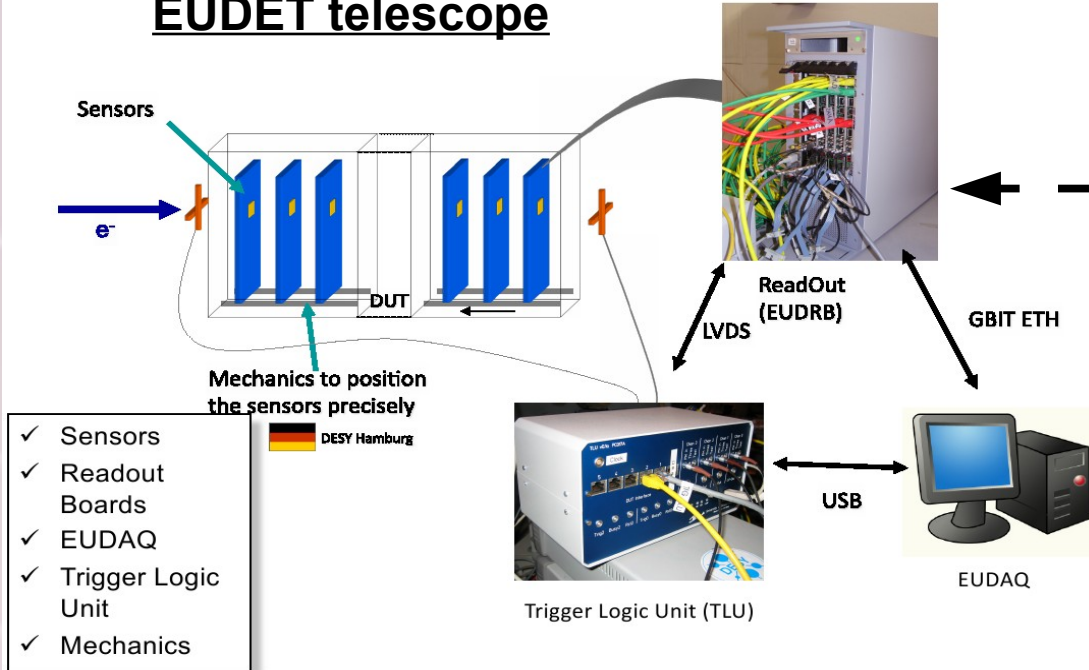 EUDET telescope
Sensors
e-
DUT
ReadOut
(EUDRB)
LVDS
GBIT ETH
Mechanics to position
the sensors precisely
DESY Hamburg
✓ Sensors
✓ Readout
Boards
✓ EUDAQ
✓ Trigger Logic
Unit
✓ Mechanics
USB
EUDAQ
Trigger Logic Unit (TLU)